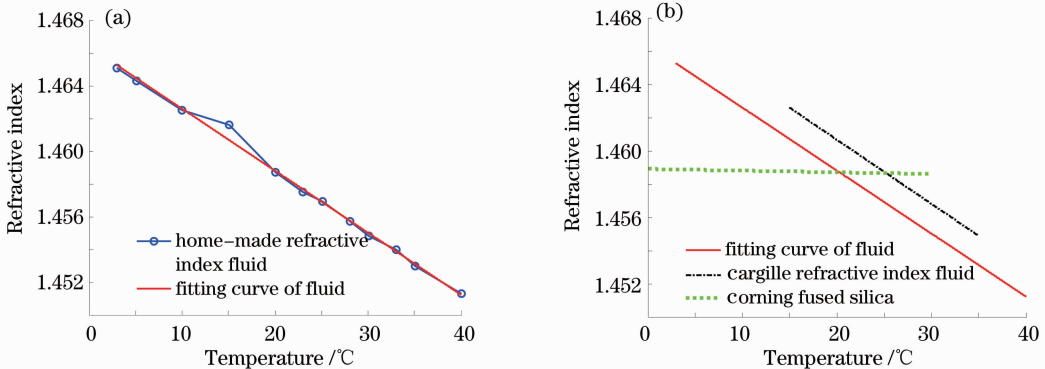 (a)
Refractive index
1.468
1.464
1.460
1.456
1.452
home-made refractive
index fluid
fitting curve of fluid
0 10 20 30 40
Temperature /℃
(b)
Refractive index
1.468
1.464
1.460
1.456
1.452
fitting curve of fluid
cargille refractive index fluid
corning fused silica
0 10 20 30 40
Temperature /℃